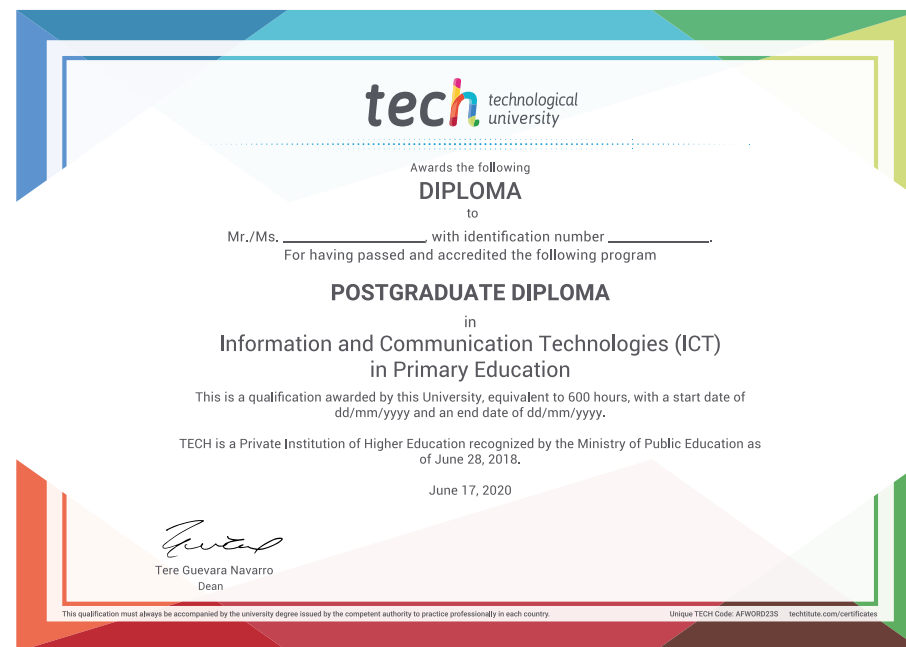 tech technological
university
Awards the following
DIPLOMA
to
Mr./Ms. ____________________, with identification number ______________.
For having passed and accredited the following program
POSTGRADUATE DIPLOMA
in
Information and Communication Technologies (ICT)
in Primary Education
This is a qualification awarded by this University, equivalent to 600 hours, with a start date of
dd/mm/yyyy and an end date of dd/mm/yyyy.
TECH is a Private Institution of Higher Education recognized by the Ministry of Public Education as
of June 28, 2018.
June 17, 2020
Tere Guevara Navarro
Dean
This qualification must always be accompanied by the university degree issued by the competent authority to practice professionally in each country.
Unique TECH Code: AFWORD23S techtitute.com/certificates